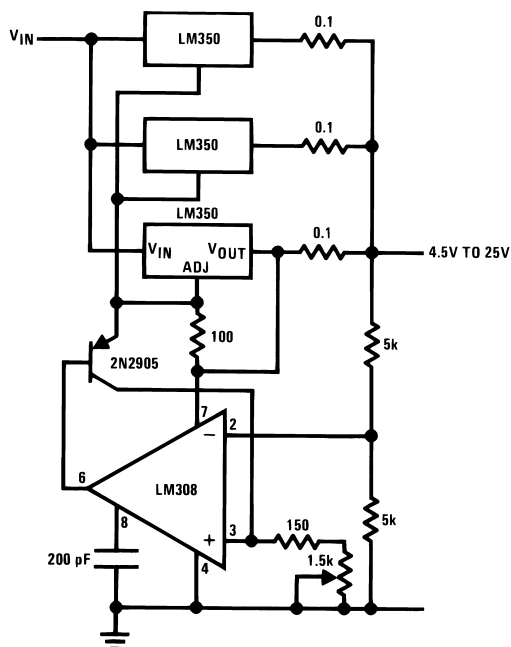 0.1
VIN
LM350
0.1
LM350
LM350
0.1
VIN
VOUT
4.5V TO 25V
ADJ
100
5k
2N2905
7
2
6
LM308
3
150
5k
8
1.5k
200 pF
4